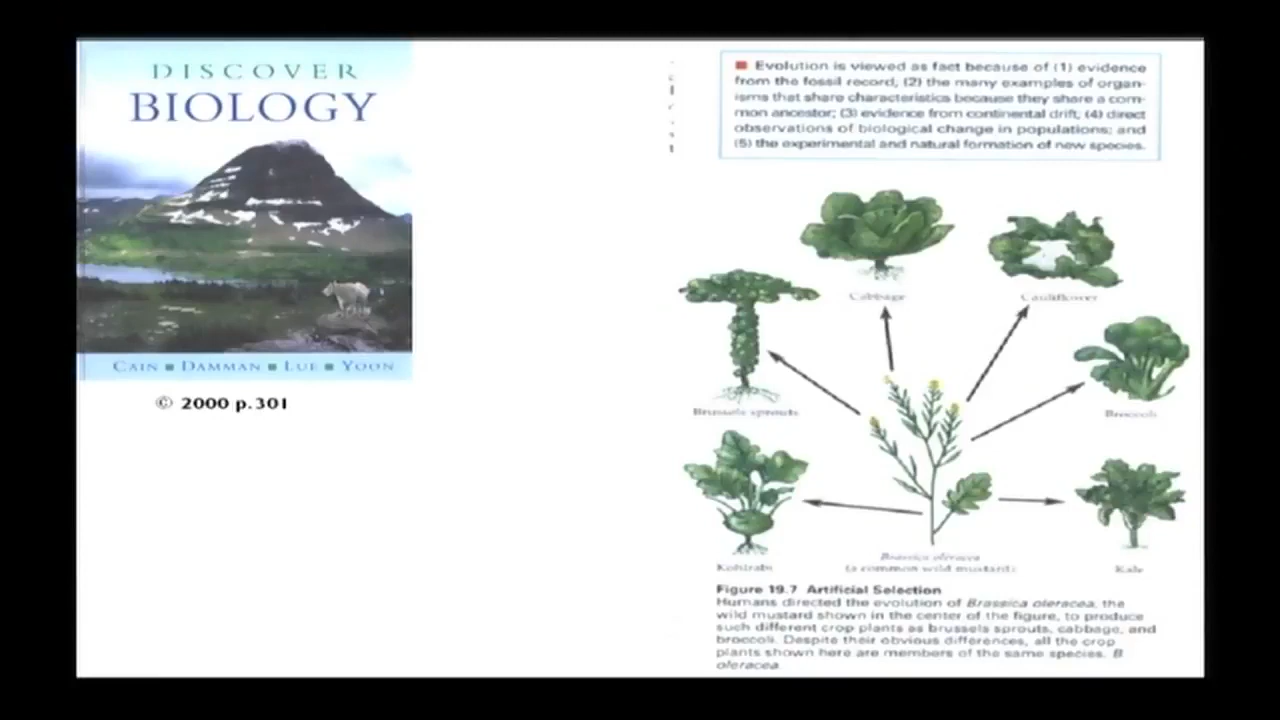 DISCOVER
BIOLOGY
CAIN ■ DAMMAN ■ LUE ■ YOON
© 2000 p.301
■ Evolution is viewed as fact because of (1) evidence
from the fossil record, (2) the many examples of organ-
isms that share characteristics because they share a com-
mon ancestor; (3) evidence from continental drift; (4) direct
observations of biological change in populations; and
(5) the experimental and natural formation of new species.
Cabbage
Cauliflower
Brussels sprouts
Broccoli
Kohlrabi
Brassica oleracea
(a common wild mustard)
Kale
Figure 19.7 Artificial Selection
Humans directed the evolution of Brassica oleracea, the
wild mustard shown in the center of the figure, to produce
such different crop plants as brussels sprouts, cabbage, and
broccoli. Despite their obvious differences, all the crop
plants shown here are members of the same species. B
oleracea